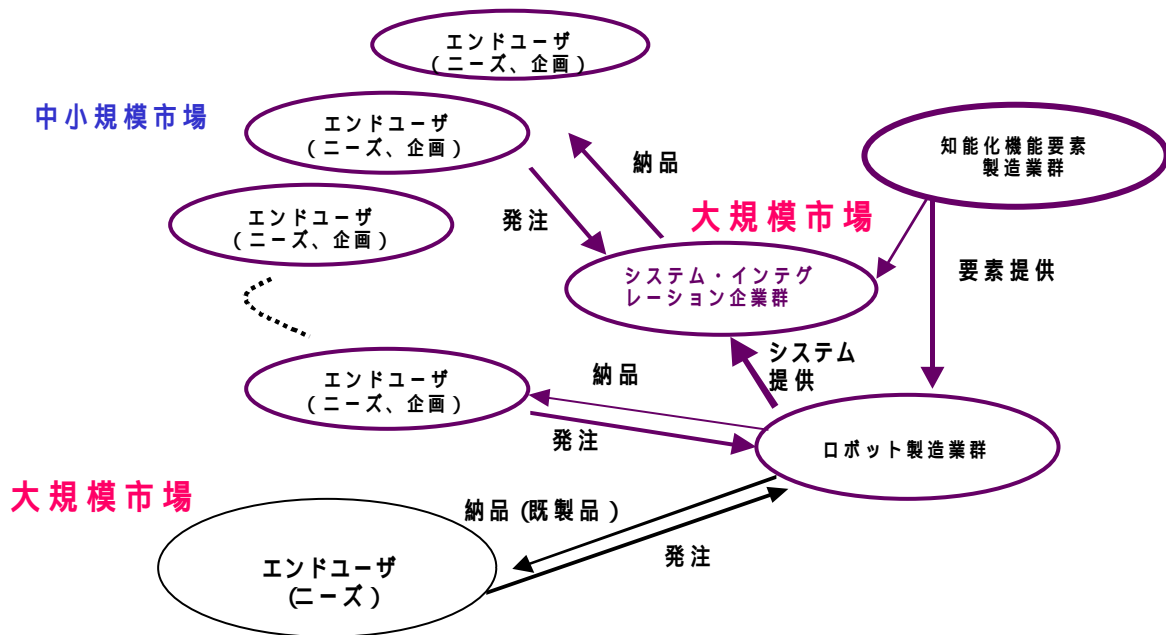 エンドユーザ
(ニーズ、企画)
中小規模市場
エンドユーザ
(ニーズ、企画)
知能化機能要素
製造業群
納品
エンドユーザ
(ニーズ、企画)
発注
大規模市場
システム・インテグ
レーション企業群
要素提供
システム
提供
エンドユーザ
(ニーズ、企画)
納品
発注
ロボット製造業群
大規模市場
納品(既製品)
発注
エンドユーザ
(ニーズ)